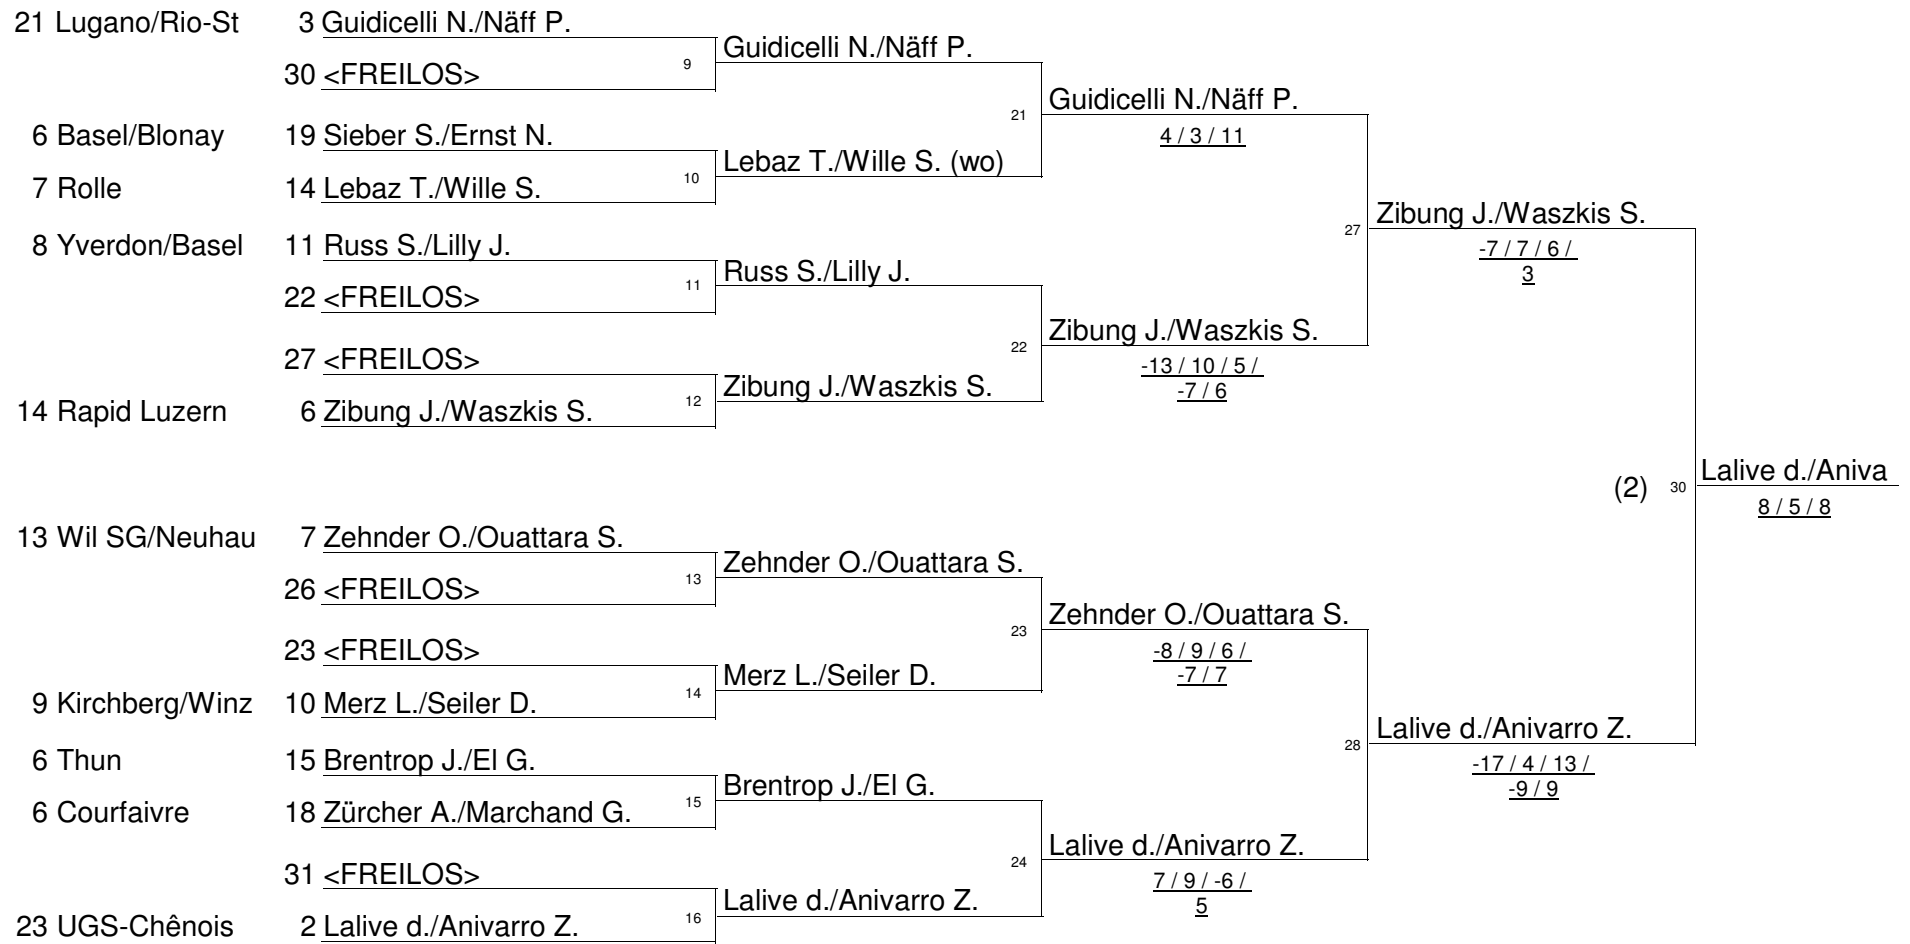 21 Lugano/Rio-St 3 Guidicelli N./Näff P.
Guidicelli N./Näff P.
9
30 <FREILOS>
Guidicelli N./Näff P.
21
4 / 3 / 11
6 Basel/Blonay 19 Sieber S./Ernst N.
Lebaz T./Wille S. (wo)
10
7 Rolle 14 Lebaz T./Wille S.
Zibung J./Waszkis S.
27
-7 / 7 / 6 /
3
8 Yverdon/Basel 11 Russ S./Lilly J.
Russ S./Lilly J.
11
22 <FREILOS>
Zibung J./Waszkis S.
22
-13 / 10 / 5 /
-7 / 6
27 <FREILOS>
Zibung J./Waszkis S.
12
14 Rapid Luzern 6 Zibung J./Waszkis S.
Lalive d./Aniva
(2) 30
8 / 5 / 8
13 Wil SG/Neuhau 7 Zehnder O./Ouattara S.
Zehnder O./Ouattara S.
13
26 <FREILOS>
Zehnder O./Ouattara S.
23
-8 / 9 / 6 /
-7 / 7
23 <FREILOS>
Merz L./Seiler D.
14
9 Kirchberg/Winz 10 Merz L./Seiler D.
Lalive d./Anivarro Z.
28
-17 / 4 / 13 /
-9 / 9
6 Thun 15 Brentrop J./El G.
Brentrop J./El G.
15
6 Courfaivre 18 Zürcher A./Marchand G.
Lalive d./Anivarro Z.
24
7 / 9 / -6 /
5
31 <FREILOS>
Lalive d./Anivarro Z.
16
23 UGS-Chênois 2 Lalive d./Anivarro Z.